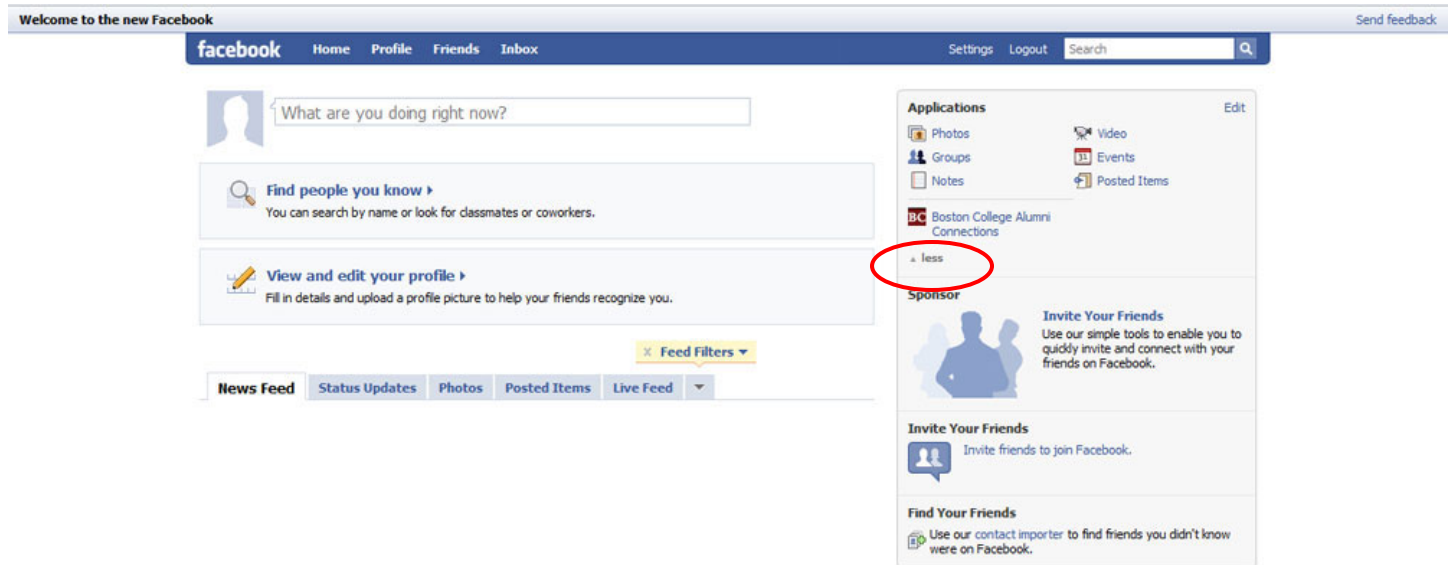 Welcome to the new Facebook
Send feedback
facebook Home Profile Friends Inbox
Settings Logout Search
What are you doing right now?
Find people you know
You can search by name or look for classmates or coworkers.
View and edit your profile
Fill in details and upload a profile picture to help your friends recognize you.
x Feed Filters
News Feed Status Updates Photos Posted Items Live Feed
Applications Edit
Photos Video
Groups 31 Events
Notes Posted Items
BC Boston College Alumni
Connections
less
Sponsor
Invite Your Friends
Use our simple tools to enable you to
quickly invite and connect with your
friends on Facebook.
Invite Your Friends
Invite friends to join Facebook.
Find Your Friends
Use our contact importer to find friends you didn't know
were on Facebook.